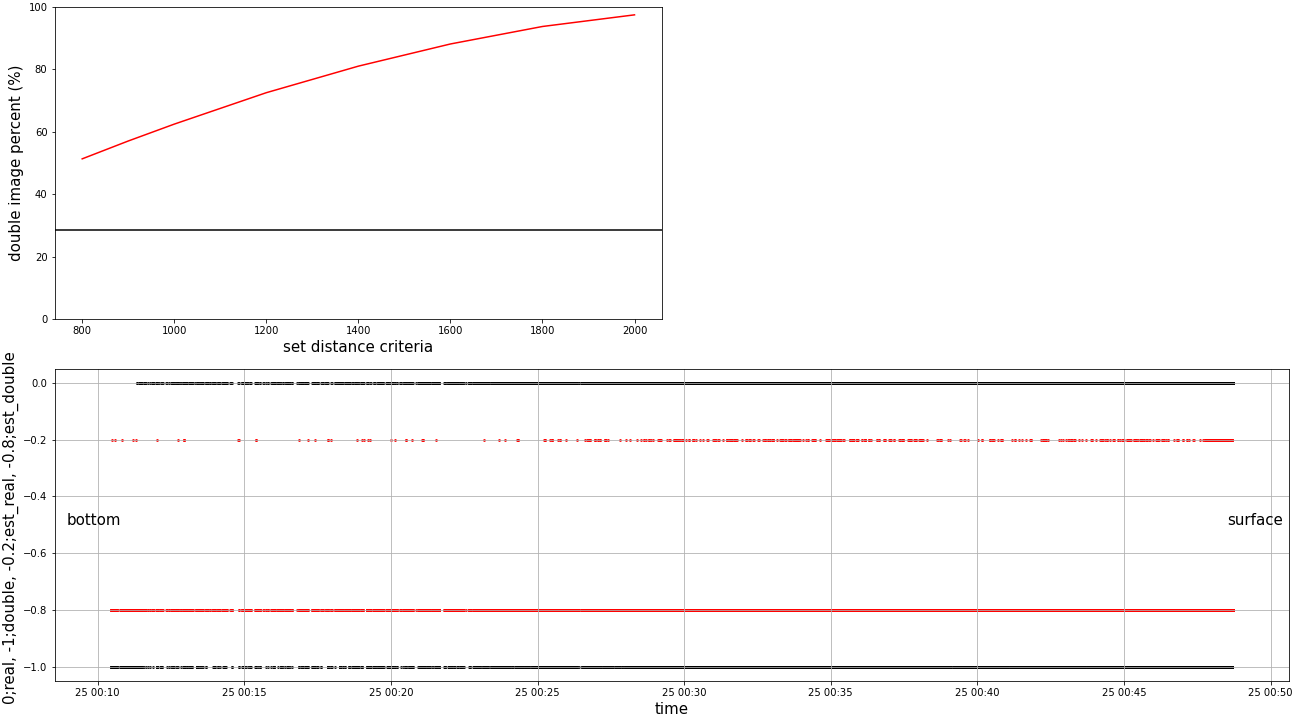 100
80
60
40
20
0
double image percent (%)
800 1000 1200 1400 1600 1800 2000
set distance criteria
0;real, -1;double, -0.2;est_real, -0.8;est_double
0.0
−0.2
−0.4
bottom surface
−0.6
−0.8
−1.0
25 00:10 25 00:15 25 00:20 25 00:25 25 00:30 25 00:35 25 00:40 25 00:45 25 00:50
time